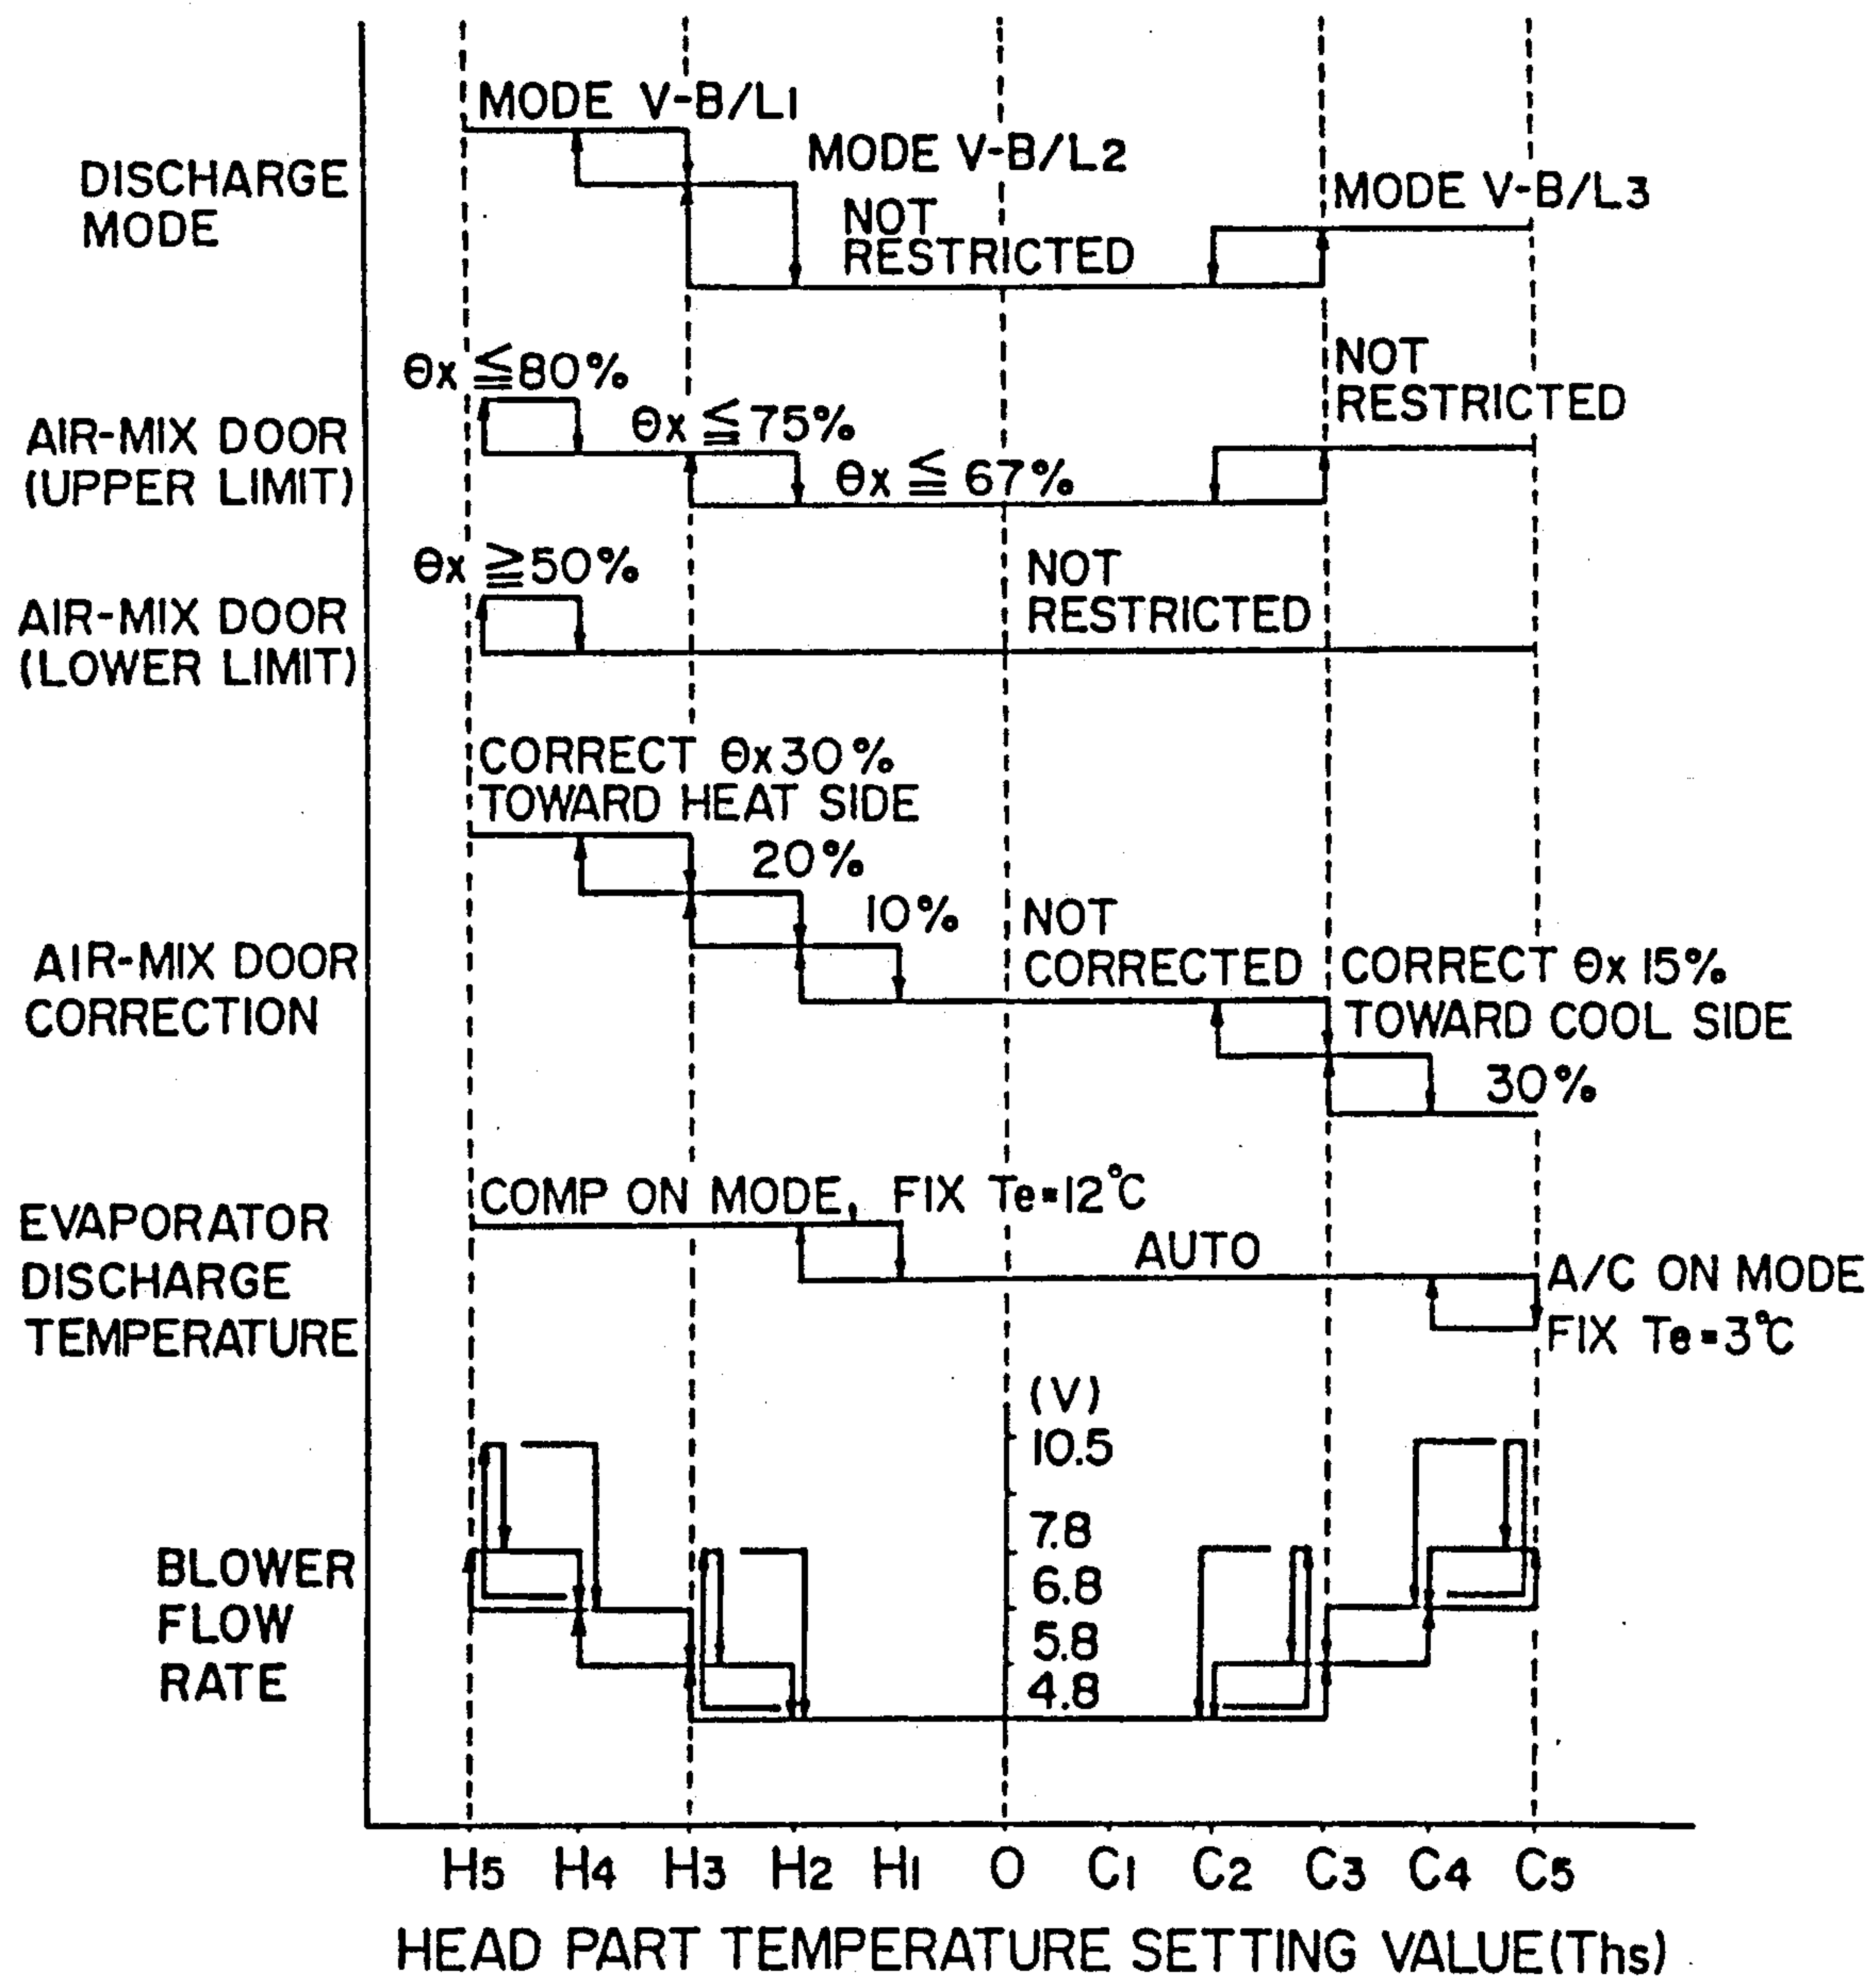 DISCHARGE
MODE
MODE V-B/L1
MODE V-B/L2
NOT
RESTRICTED
MODE V-B/L3
AIR-MIX DOOR
(UPPER LIMIT)
θx ≦ 80%
θx ≦ 75%
θx ≦ 67%
NOT
RESTRICTED
AIR-MIX DOOR
(LOWER LIMIT)
θx ≧ 50%
NOT
RESTRICTED
AIR-MIX DOOR
CORRECTION
CORRECT θx 30%
TOWARD HEAT SIDE
20%
10%
NOT
CORRECTED
CORRECT θx 15%
TOWARD COOL SIDE
30%
EVAPORATOR
DISCHARGE
TEMPERATURE
COMP ON MODE, FIX Te=12°C
AUTO
A/C ON MODE
FIX Te=3°C
BLOWER
FLOW
RATE
(V)
10.5
7.8
6.8
5.8
4.8
H5 H4 H3 H2 H1 O C1 C2 C3 C4 C5
HEAD PART TEMPERATURE SETTING VALUE(Ths)